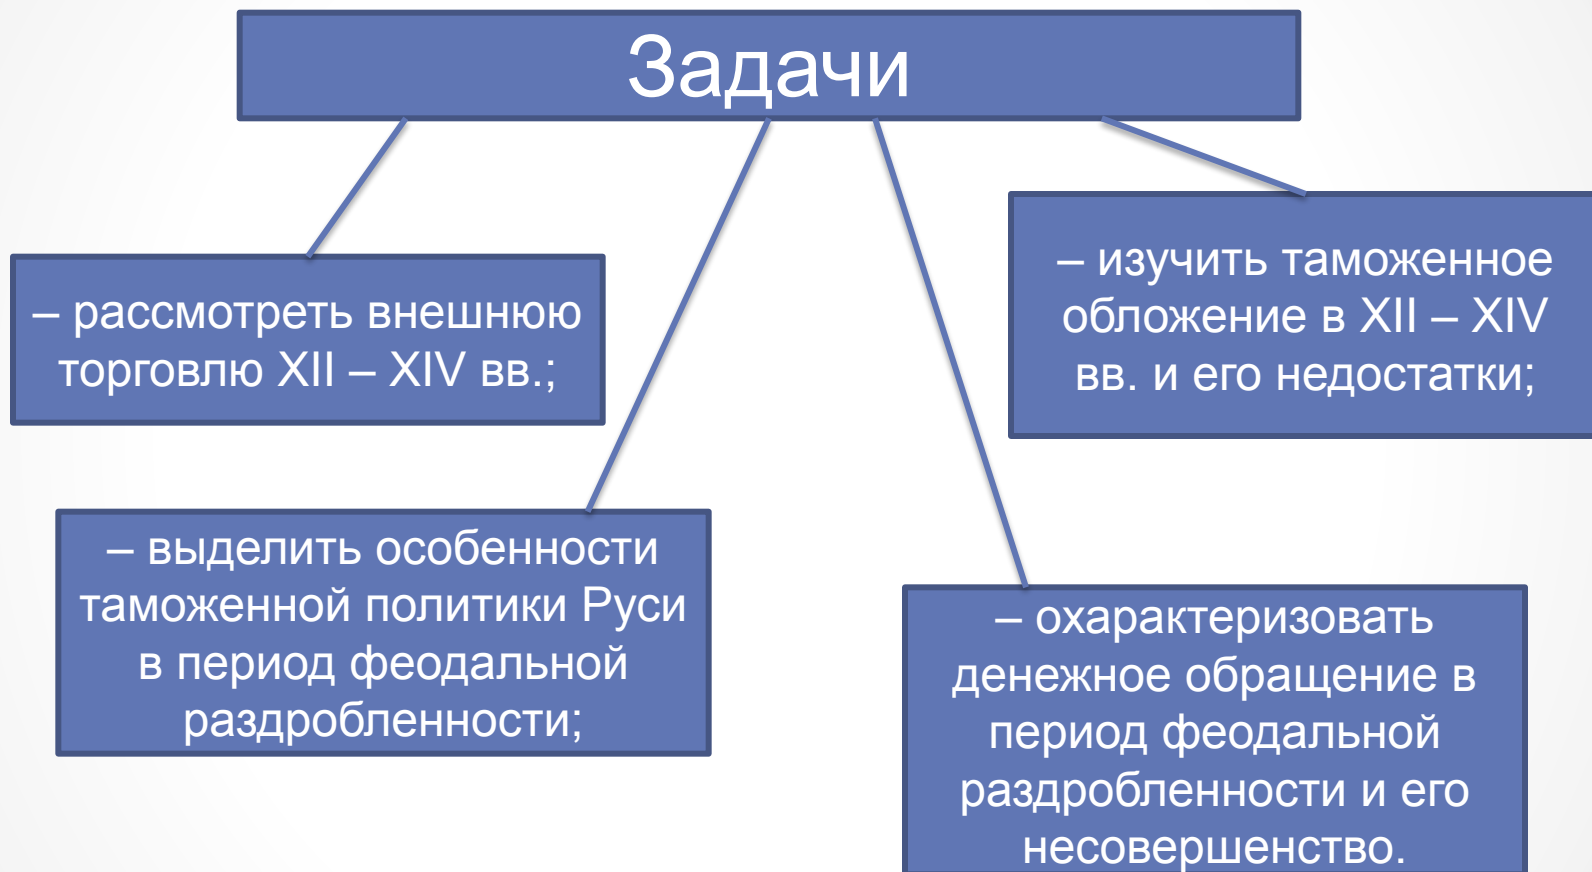 Задачи
– рассмотреть внешнюю
торговлю XII – XIV вв.;
– выделить особенности
таможенной политики Руси
в период феодальной
раздробленности;
– охарактеризовать
денежное обращение в
период феодальной
раздробленности и его
несовершенство.
– изучить таможенное
обложение в XII – XIV
вв. и его недостатки;